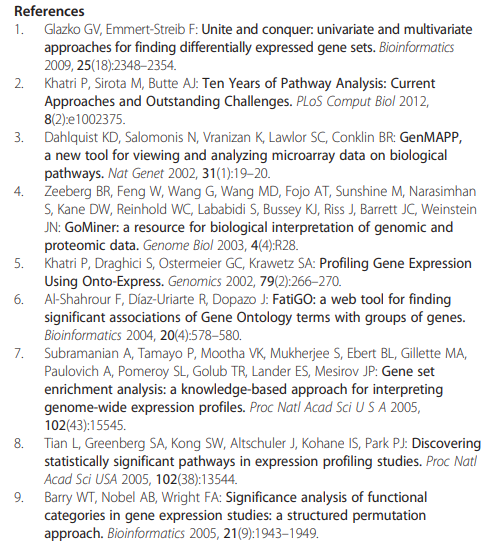 References
1. Glazko GV, Emmert-Streib F: Unite and conquer: univariate and multivariate
approaches for finding differentially expressed gene sets. Bioinformatics
2009, 25(18):2348–2354.
2. Khatri P, Sirota M, Butte AJ: Ten Years of Pathway Analysis: Current
Approaches and Outstanding Challenges. PLoS Comput Biol 2012,
8(2):e1002375.
3. Dahlquist KD, Salomonis N, Vranizan K, Lawlor SC, Conklin BR: GenMAPP,
a new tool for viewing and analyzing microarray data on biological
pathways. Nat Genet 2002, 31(1):19–20.
4. Zeeberg BR, Feng W, Wang G, Wang MD, Fojo AT, Sunshine M, Narasimhan
S, Kane DW, Reinhold WC, Lababidi S, Bussey KJ, Riss J, Barrett JC, Weinstein
JN: GoMiner: a resource for biological interpretation of genomic and
proteomic data. Genome Biol 2003, 4(4):R28.
5. Khatri P, Draghici S, Ostermeier GC, Krawetz SA: Profiling Gene Expression
Using Onto-Express. Genomics 2002, 79(2):266–270.
6. Al-Shahrour F, Díaz-Uriarte R, Dopazo J: FatiGO: a web tool for finding
significant associations of Gene Ontology terms with groups of genes.
Bioinformatics 2004, 20(4):578–580.
7. Subramanian A, Tamayo P, Mootha VK, Mukherjee S, Ebert BL, Gillette MA,
Paulovich A, Pomeroy SL, Golub TR, Lander ES, Mesirov JP: Gene set
enrichment analysis: a knowledge-based approach for interpreting
genome-wide expression profiles. Proc Natl Acad Sci U S A 2005,
102(43):15545.
8. Tian L, Greenberg SA, Kong SW, Altschuler J, Kohane IS, Park PJ: Discovering
statistically significant pathways in expression profiling studies. Proc Natl
Acad Sci USA 2005, 102(38):13544.
9. Barry WT, Nobel AB, Wright FA: Significance analysis of functional
categories in gene expression studies: a structured permutation
approach. Bioinformatics 2005, 21(9):1943–1949.